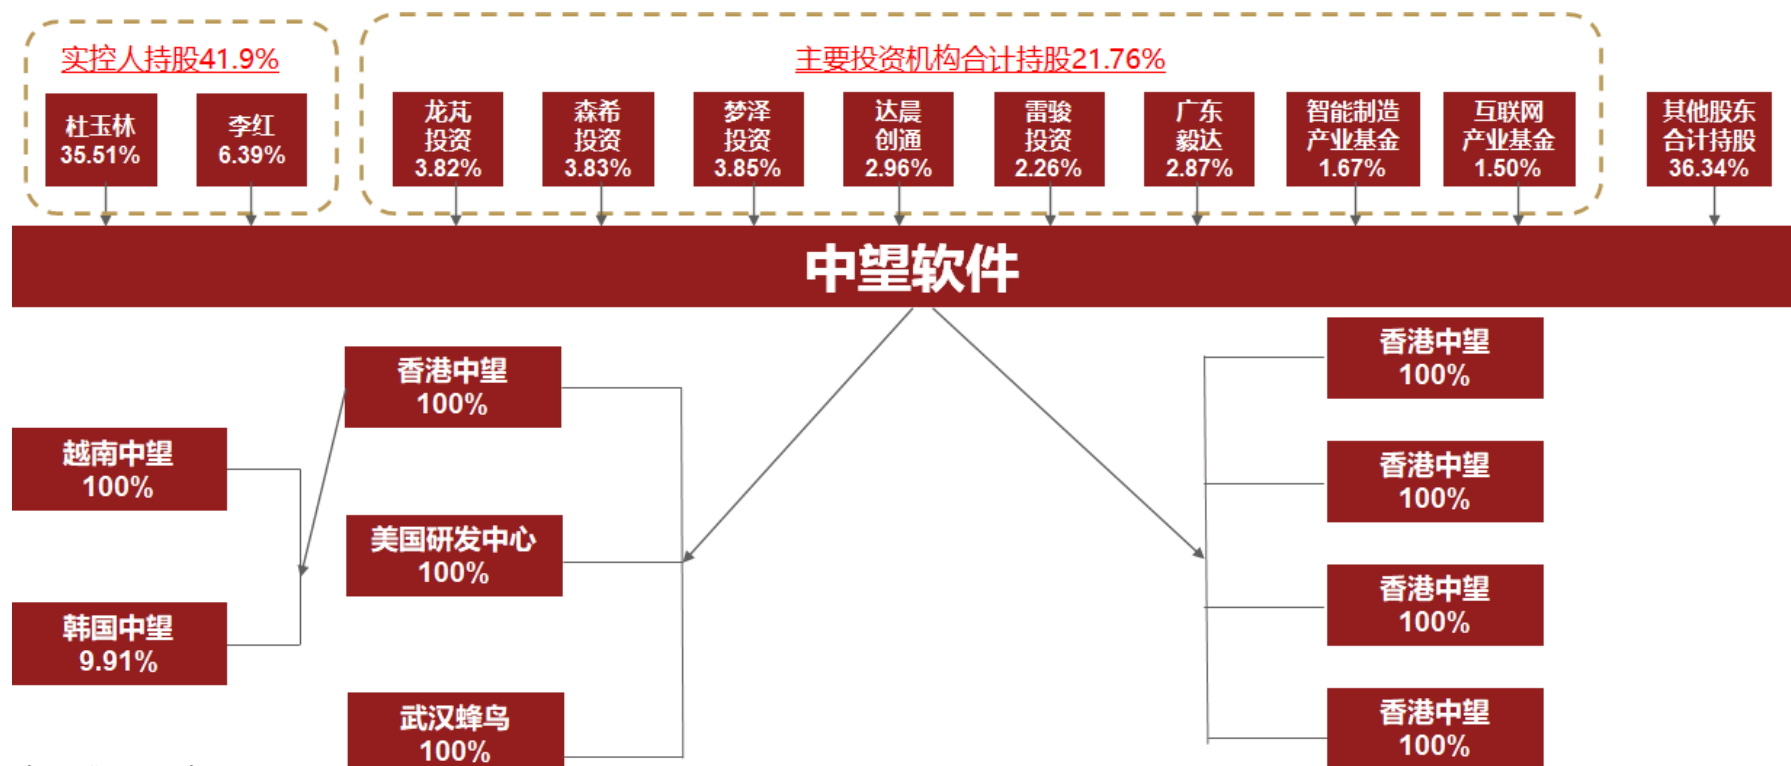 实控人持股41.9%
主要投资机构合计持股21.76%
杜玉林
35.51%
李红
6.39%
龙芃
投资
3.82%
森希
投资
3.83%
梦泽
投资
3.85%
达晨
创通
2.96%
雷骏
投资
2.26%
广东
毅达
2.87%
智能制造
产业基金
1.67%
互联网
产业基金
1.50%
其他股东
合计持股
36.34%
中望软件
香港中望
100%
越南中望
100%
韩国中望
9.91%
美国研发中心
100%
武汉蜂鸟
100%
香港中望
100%
香港中望
100%
香港中望
100%
香港中望
100%